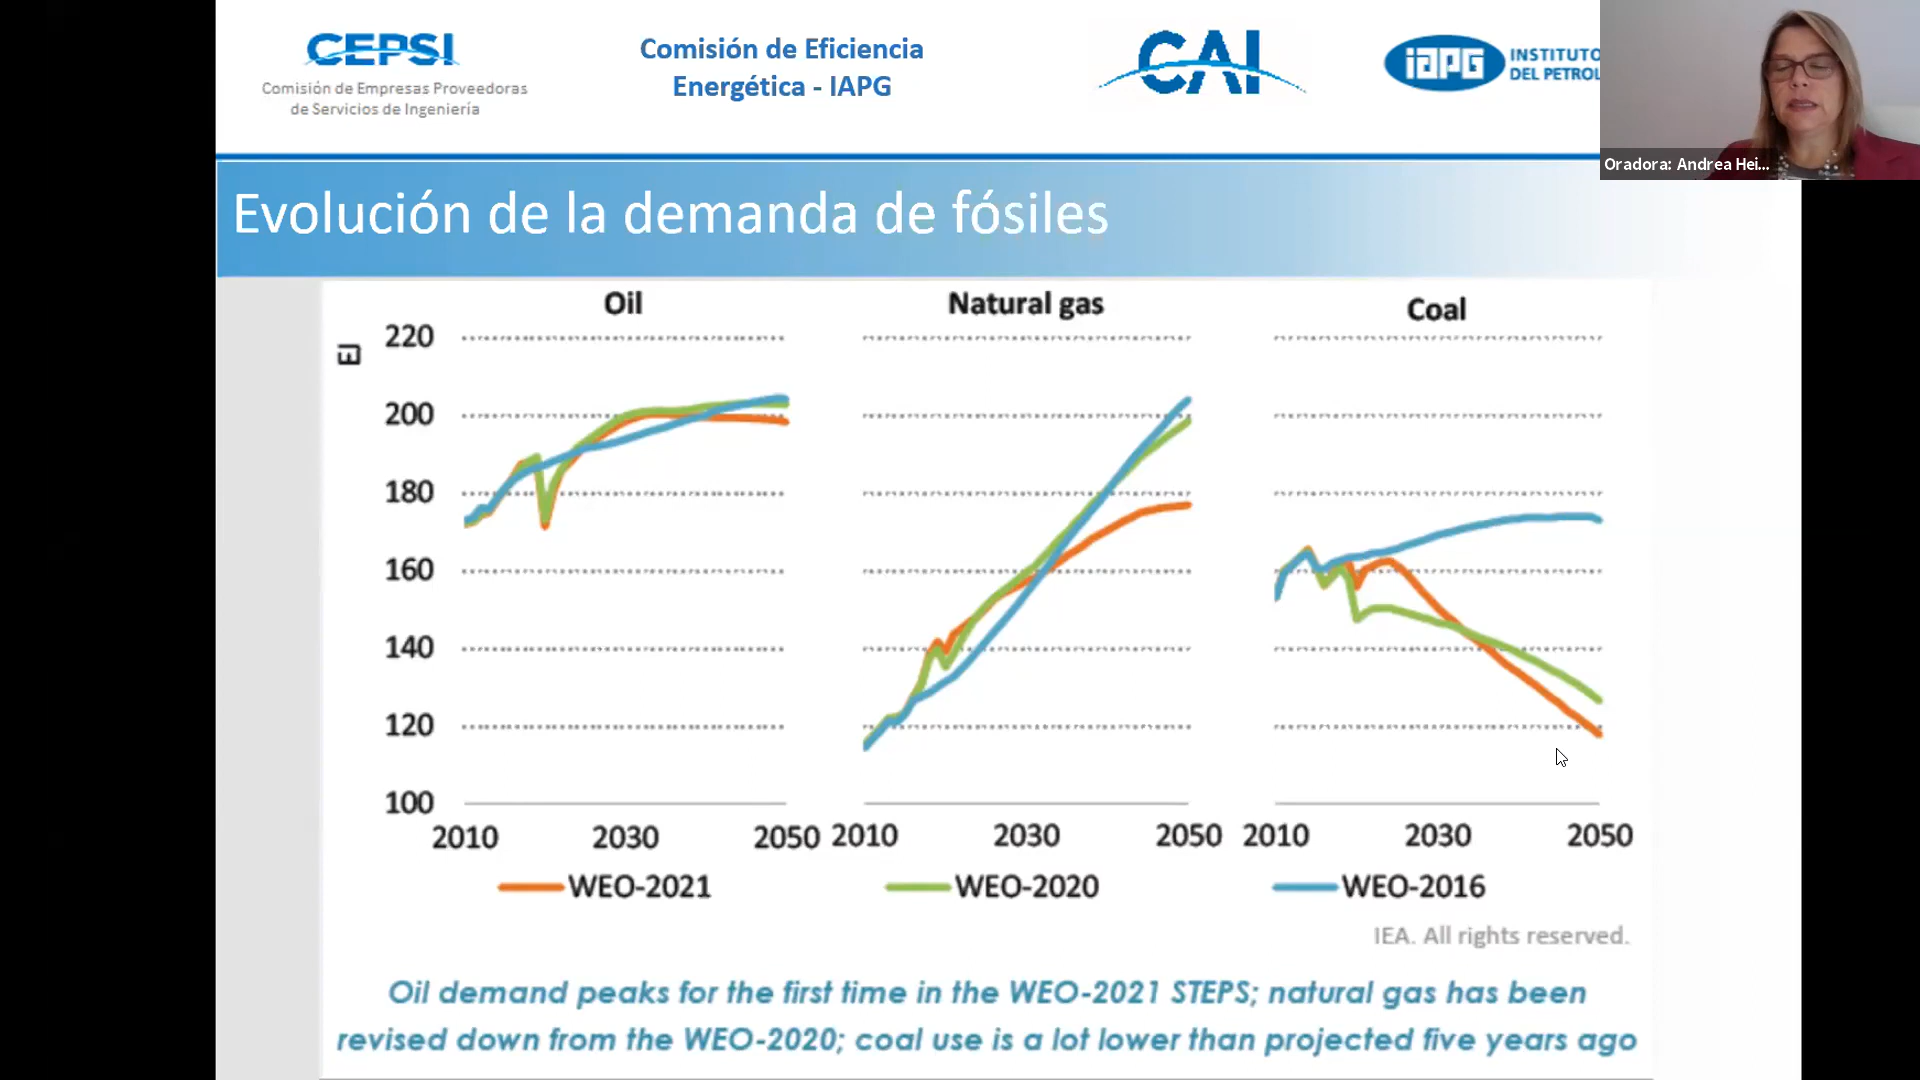 CEPSI
Comisión de Empresas Proveedoras
de Servicios de Ingeniería
Comisión de Eficiencia
Energética - IAPG
CAI
iAPG
INSTITUTO
DEL PETROL
Oradora: Andrea Hei...
Evolución de la demanda de fósiles
Oil
Natural gas
Coal
EJ
220
200
180
160
140
120
100
2010 2030 2050 2010 2030 2050 2010 2030 2050
WEO-2021 WEO-2020 WEO-2016
IEA. All rights reserved.
Oil demand peaks for the first time in the WEO-2021 STEPS; natural gas has been
revised down from the WEO-2020; coal use is a lot lower than projected five years ago